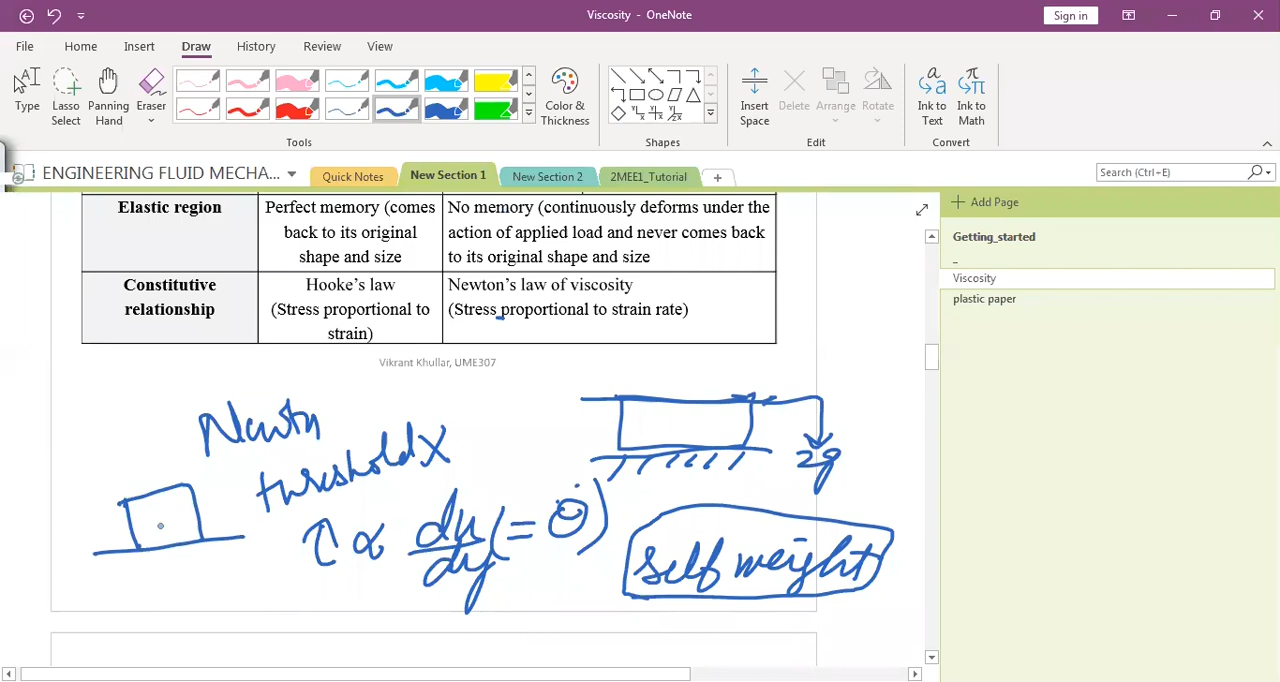 Viscosity - OneNote
Sign in
File Home Insert Draw History Review View
Type
Lasso Select
Panning Hand
Eraser
Color & Thickness
Insert Space
Delete
Arrange
Rotate
Ink to Text
Ink to Math
Tools
Shapes
Edit
Convert
ENGINEERING FLUID MECHA...
Quick Notes
New Section 1
New Section 2
2MEE1_Tutorial
Search (Ctrl+E)
Add Page
Getting_started
Viscosity
plastic paper
Elastic region
Perfect memory (comes
back to its original
shape and size
No memory (continuously deforms under the
action of applied load and never comes back
to its original shape and size
Constitutive
relationship
Hooke's law
(Stress proportional to
strain)
Newton's law of viscosity
(Stress proportional to strain rate)
Vikrant Khullar, UME307
Newtn
threshold X
τ ∝ du/dy (= θ̇)
2g
self weight